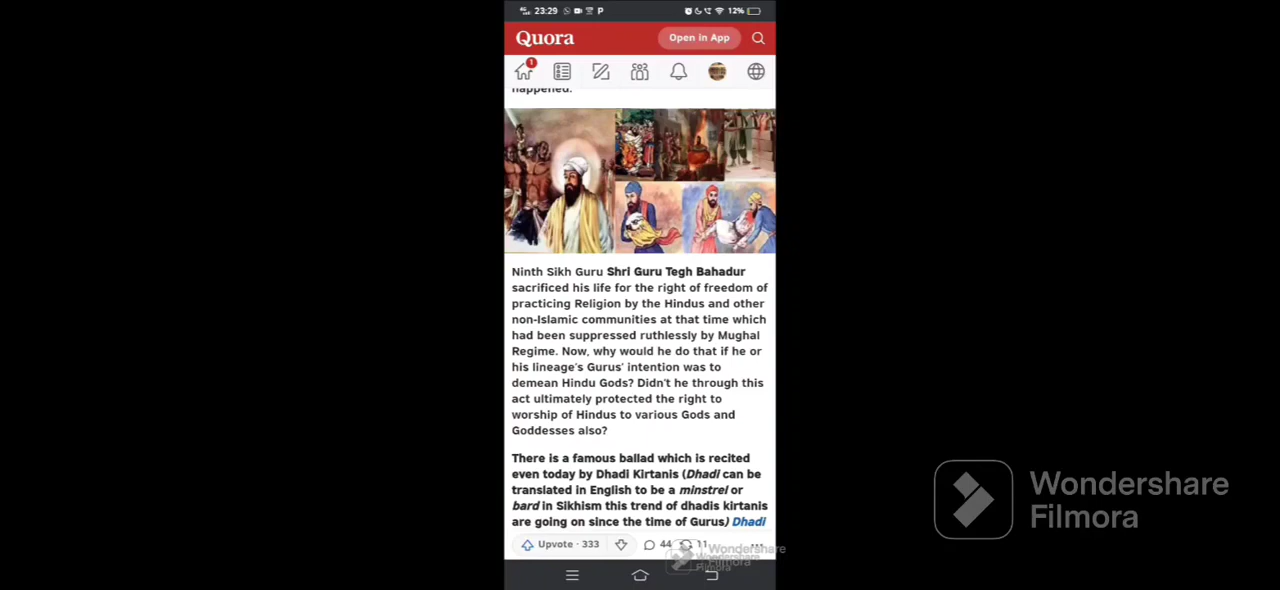 4G 23:29 P 12%
Quora Open in App
1
happened.
Ninth Sikh Guru Shri Guru Tegh Bahadur
sacrificed his life for the right of freedom of
practicing Religion by the Hindus and other
non-Islamic communities at that time which
had been suppressed ruthlessly by Mughal
Regime. Now, why would he do that if he or
his lineage's Gurus' intention was to
demean Hindu Gods? Didn't he through this
act ultimately protected the right to
worship of Hindus to various Gods and
Goddesses also?
There is a famous ballad which is recited
even today by Dhadi Kirtanis (Dhadi can be
translated in English to be a minstrel or
bard in Sikhism this trend of dhadis kirtanis
are going on since the time of Gurus) Dhadi
Upvote · 333 44 11
Wondershare
Filmora
Wondershare
Filmora